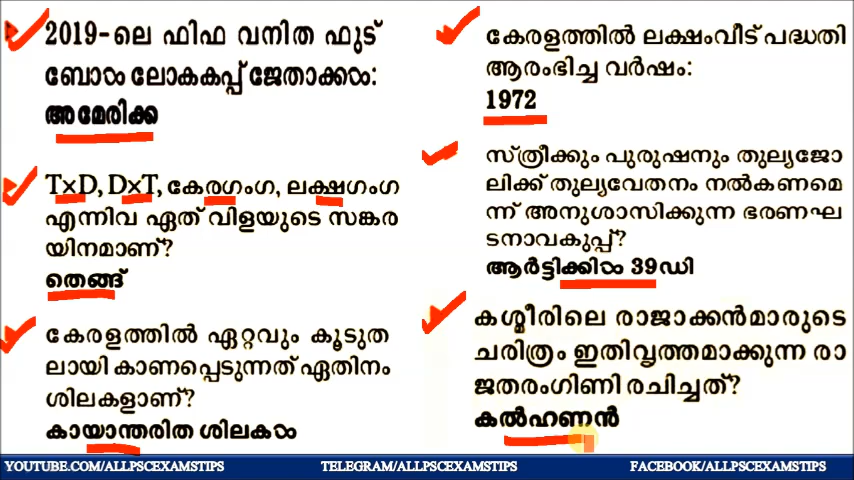 2019-ലെ ഫിഫ വനിത ഫുട്
ബോൾ ലോകകപ്പ് ജേതാക്കൾ:
അമേരിക്ക
T×D, D×T, കേരഗംഗ, ലക്ഷഗംഗ
എന്നിവ ഏത് വിളയുടെ സങ്കര
യിനമാണ്?
തെങ്ങ്
കേരളത്തിൽ ഏറ്റവും കൂടുത
ലായി കാണപ്പെടുന്നത് ഏതിനം
ശിലകളാണ്?
കായാന്തരിത ശിലകൾ
കേരളത്തിൽ ലക്ഷംവീട് പദ്ധതി
ആരംഭിച്ച വർഷം:
1972
സ്ത്രീക്കും പുരുഷനും തുല്യജോ
ലിക്ക് തുല്യവേതനം നൽകണമെ
ന്ന് അനുശാസിക്കുന്ന ഭരണഘ
ടനാവകുപ്പ്?
ആർട്ടിക്കിൾ 39ഡി
കശ്മീരിലെ രാജാക്കൻമാരുടെ
ചരിത്രം ഇതിവൃത്തമാക്കുന്ന രാ
ജതരംഗിണി രചിച്ചത്?
കൽഹണൻ
YOUTUBE.COM/ALLPSCEXAMSTIPS
TELEGRAM/ALLPSCEXAMSTIPS
FACEBOOK/ALLPSCEXAMSTIPS